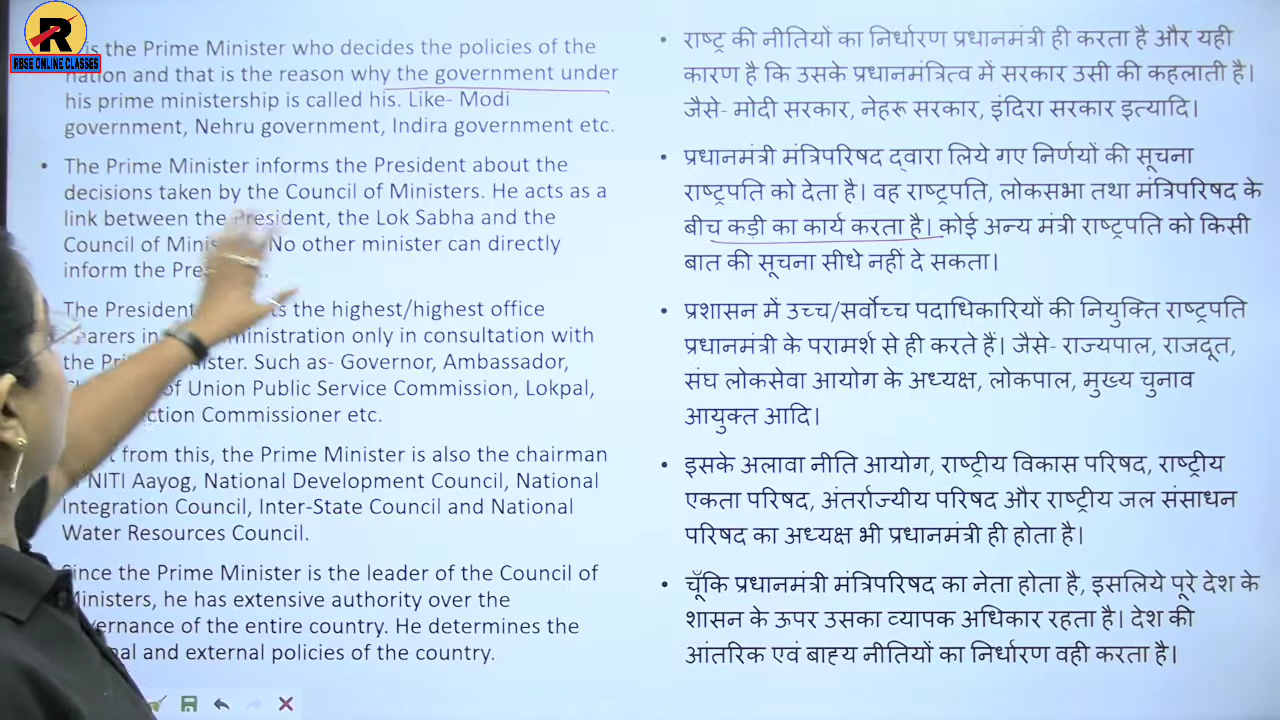 R
RBSE ONLINE CLASSES
is the Prime Minister who decides the policies of the
nation and that is the reason why the government under
his prime ministership is called his. Like- Modi
government, Nehru government, Indira government etc.
• The Prime Minister informs the President about the
decisions taken by the Council of Ministers. He acts as a
link between the President, the Lok Sabha and the
Council of No other minister can directly
inform the
The President the highest/highest office
in only in consultation with
the Such as- Governor, Ambassador,
of Union Public Service Commission, Lokpal,
Commissioner etc.
from this, the Prime Minister is also the chairman
NITI Aayog, National Development Council, National
Integration Council, Inter-State Council and National
Water Resources Council.
Since the Prime Minister is the leader of the Council of
Ministers, he has extensive authority over the
governance of the entire country. He determines the
and external policies of the country.
• राष्ट्र की नीतियों का निर्धारण प्रधानमंत्री ही करता है और यही
कारण है कि उसके प्रधानमंत्रित्व में सरकार उसी की कहलाती है।
जैसे- मोदी सरकार, नेहरू सरकार, इंदिरा सरकार इत्यादि।
• प्रधानमंत्री मंत्रिपरिषद द्वारा लिये गए निर्णयों की सूचना
राष्ट्रपति को देता है। वह राष्ट्रपति, लोकसभा तथा मंत्रिपरिषद के
बीच कड़ी का कार्य करता है। कोई अन्य मंत्री राष्ट्रपति को किसी
बात की सूचना सीधे नहीं दे सकता।
• प्रशासन में उच्च/सर्वोच्च पदाधिकारियों की नियुक्ति राष्ट्रपति
प्रधानमंत्री के परामर्श से ही करते हैं। जैसे- राज्यपाल, राजदूत,
संघ लोकसेवा आयोग के अध्यक्ष, लोकपाल, मुख्य चुनाव
आयुक्त आदि।
• इसके अलावा नीति आयोग, राष्ट्रीय विकास परिषद, राष्ट्रीय
एकता परिषद, अंतर्राज्यीय परिषद और राष्ट्रीय जल संसाधन
परिषद का अध्यक्ष भी प्रधानमंत्री ही होता है।
• चूँकि प्रधानमंत्री मंत्रिपरिषद का नेता होता है, इसलिये पूरे देश के
शासन के ऊपर उसका व्यापक अधिकार रहता है। देश की
आंतरिक एवं बाह्य नीतियों का निर्धारण वही करता है।